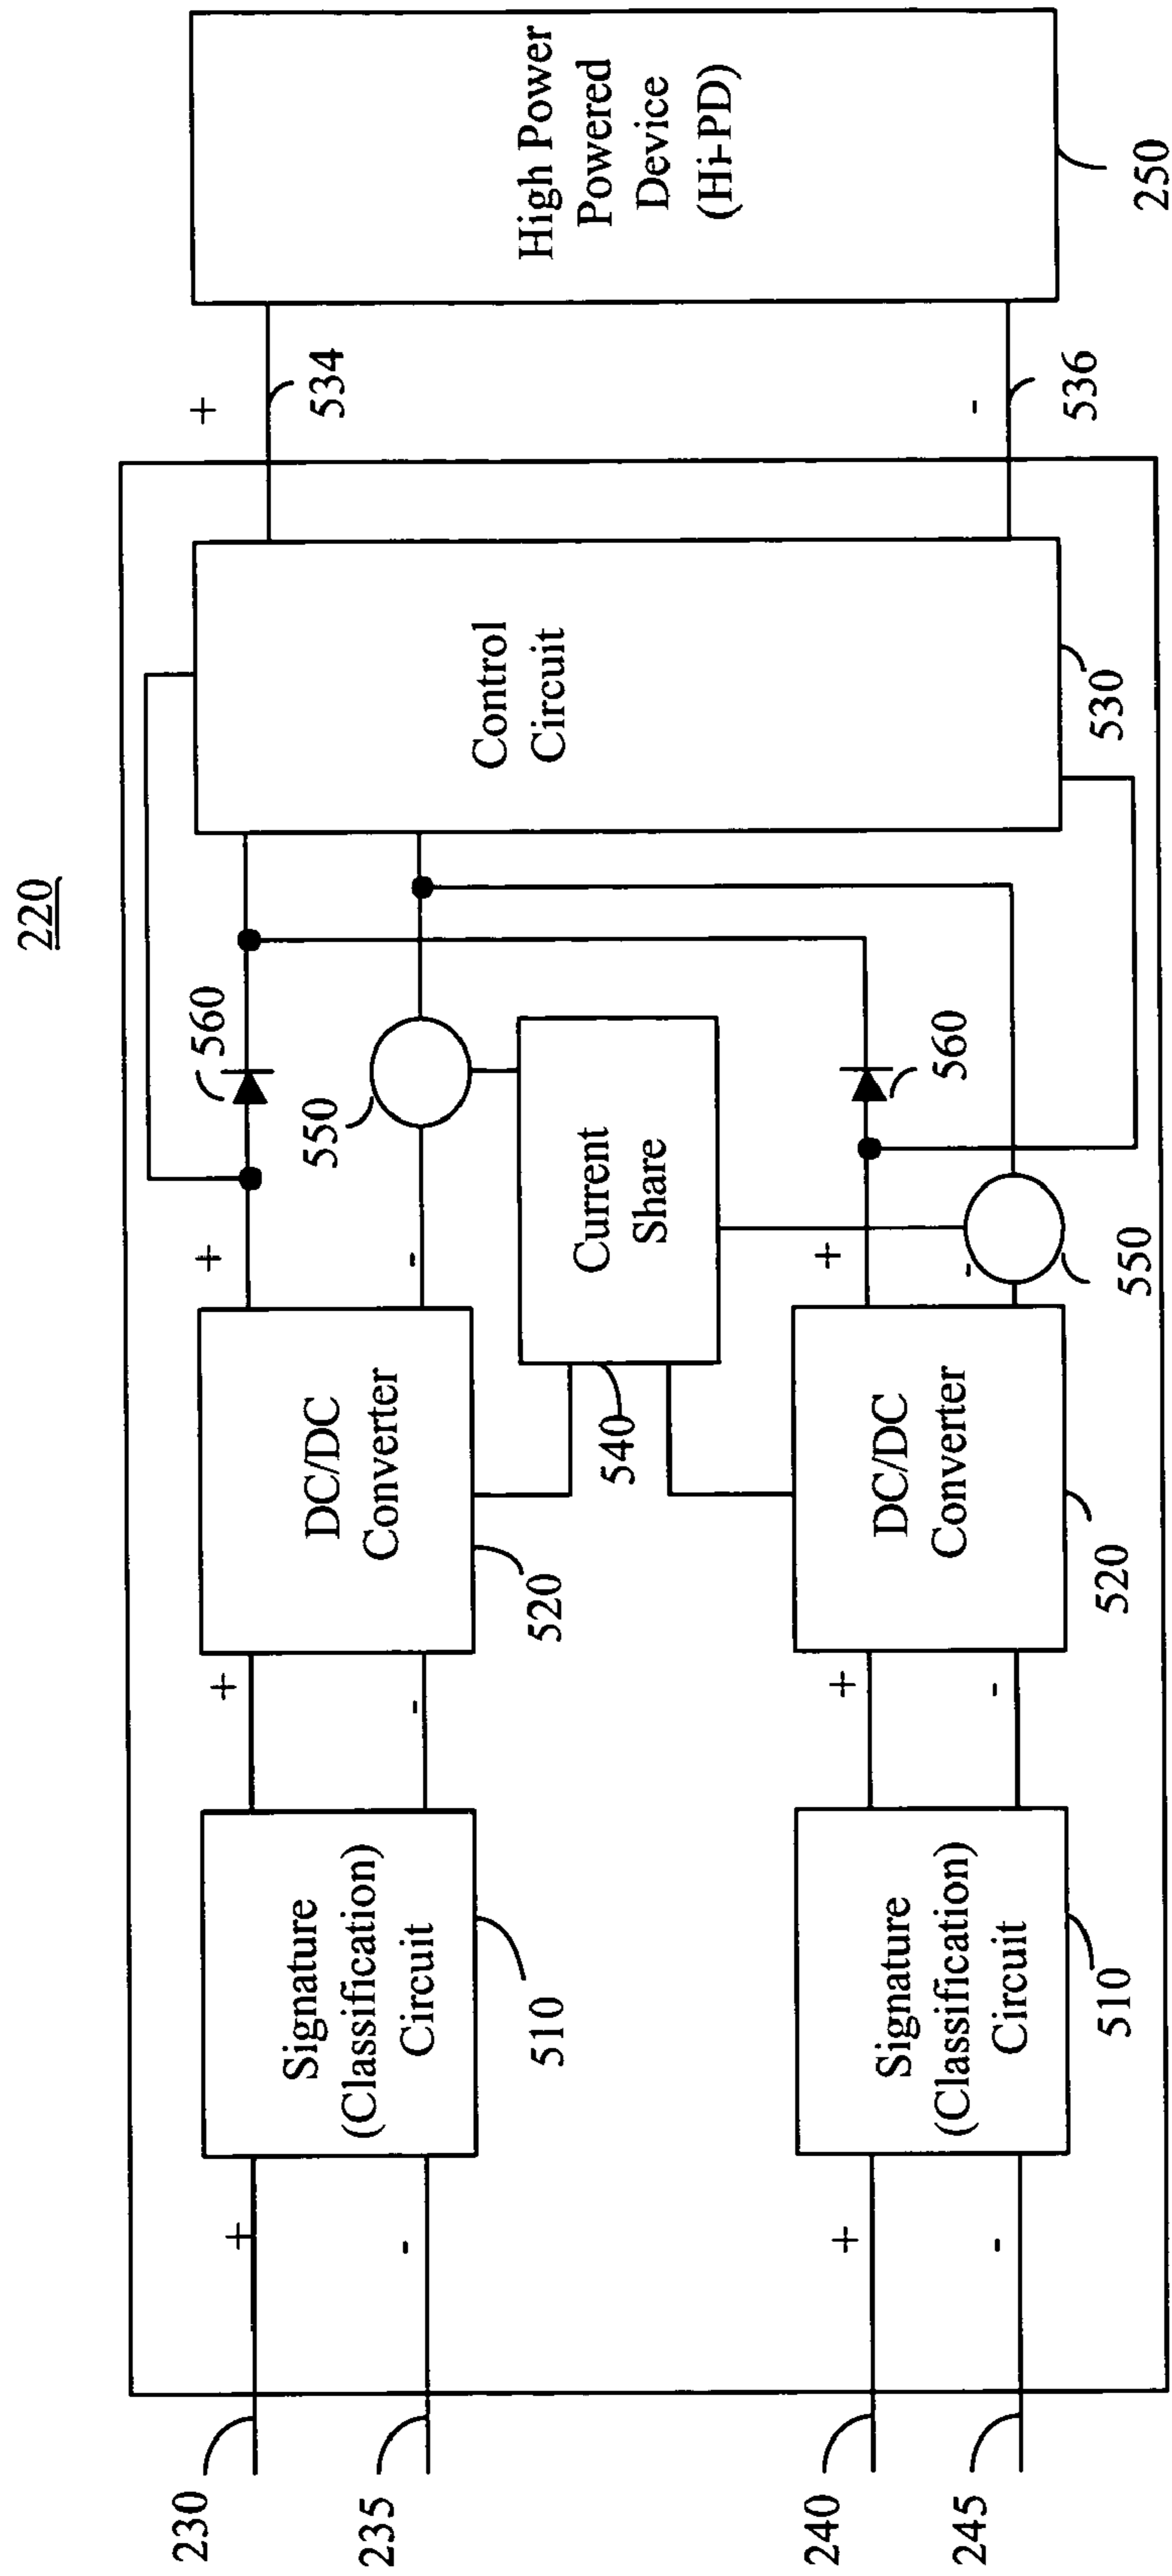 220
230
+
235
-
240
+
245
-
Signature
(Classification)
Circuit
510
Signature
(Classification)
Circuit
510
+
-
+
-
DC/DC
Converter
520
DC/DC
Converter
520
+
-
+
-
560
550
Current
Share
540
560
550
Control
Circuit
530
+
534
-
536
High Power
Powered
Device
(Hi-PD)
250